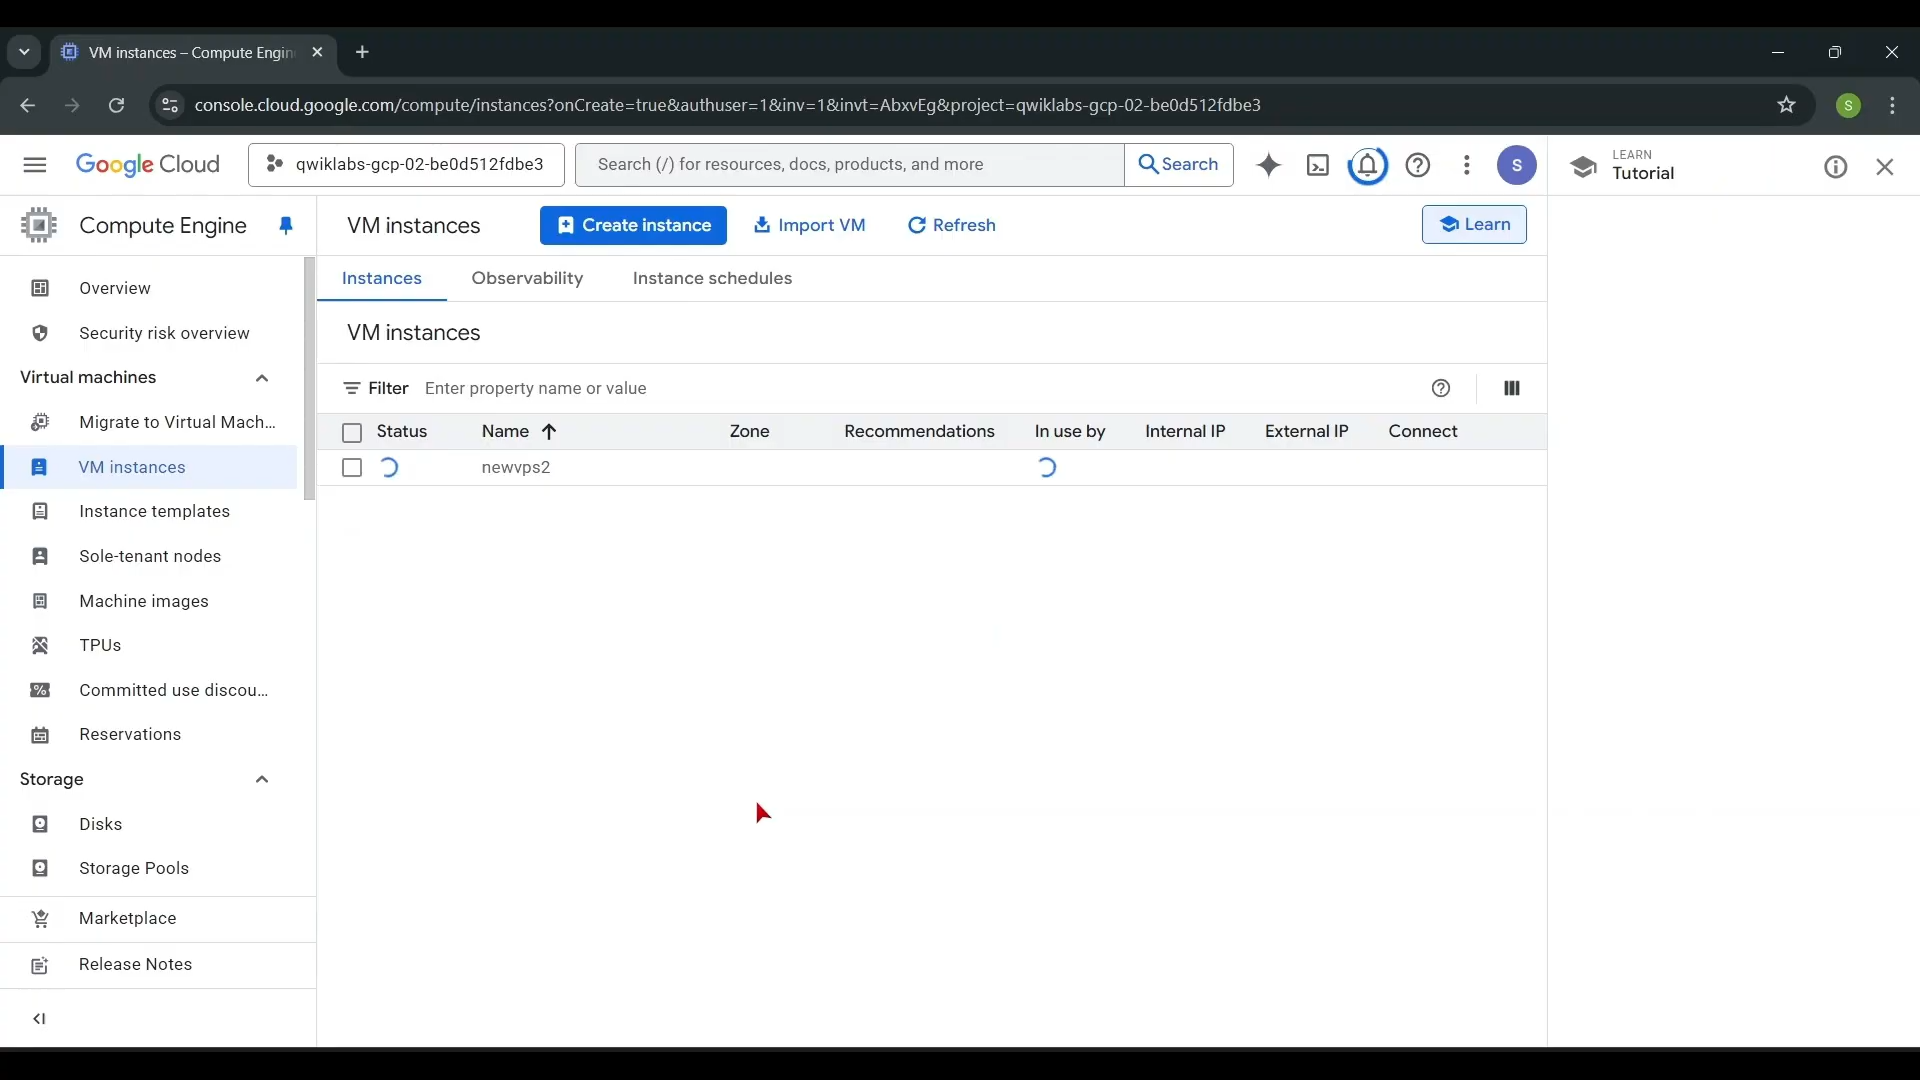 VM instances – Compute Engin
console.cloud.google.com/compute/instances?onCreate=true&authuser=1&inv=1&invt=AbxvEg&project=qwiklabs-gcp-02-be0d512fdbe3
S
Google Cloud
qwiklabs-gcp-02-be0d512fdbe3
Search (/) for resources, docs, products, and more
Search
S
LEARN
Tutorial
Compute Engine
VM instances
Create instance
Import VM
Refresh
Learn
Overview
Security risk overview
Virtual machines
Migrate to Virtual Mach...
VM instances
Instance templates
Sole-tenant nodes
Machine images
TPUs
Committed use discou...
Reservations
Storage
Disks
Storage Pools
Marketplace
Release Notes
Instances
Observability
Instance schedules
VM instances
Filter
Enter property name or value
Status
Name
Zone
Recommendations
In use by
Internal IP
External IP
Connect
newvps2